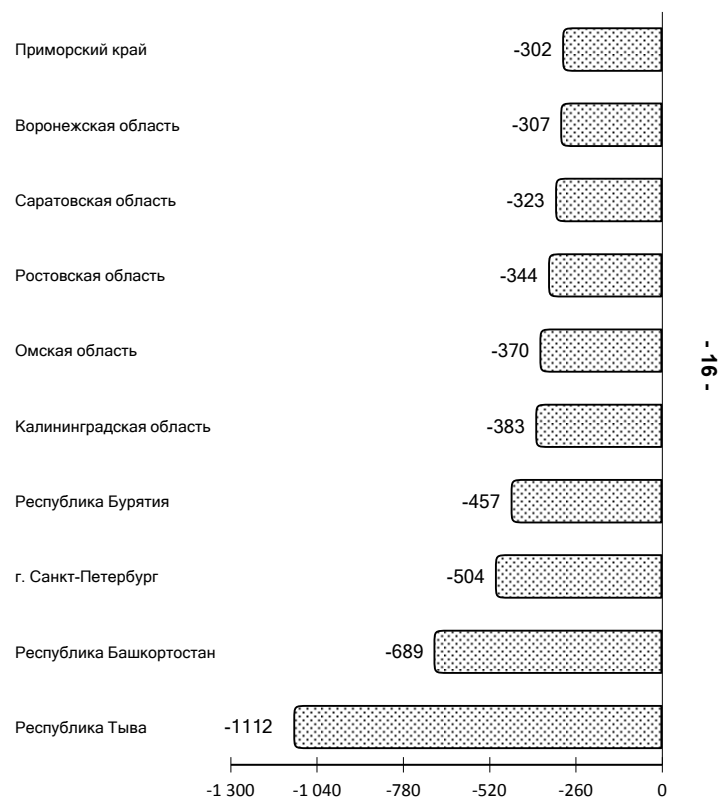 Приморский край -302
Воронежская область -307
Саратовская область -323
Ростовская область -344
Омская область -370
Калининградская область -383
Республика Бурятия -457
г. Санкт-Петербург -504
Республика Башкортостан -689
Республика Тыва -1112
-1 300 -1 040 -780 -520 -260 0
- 16 -